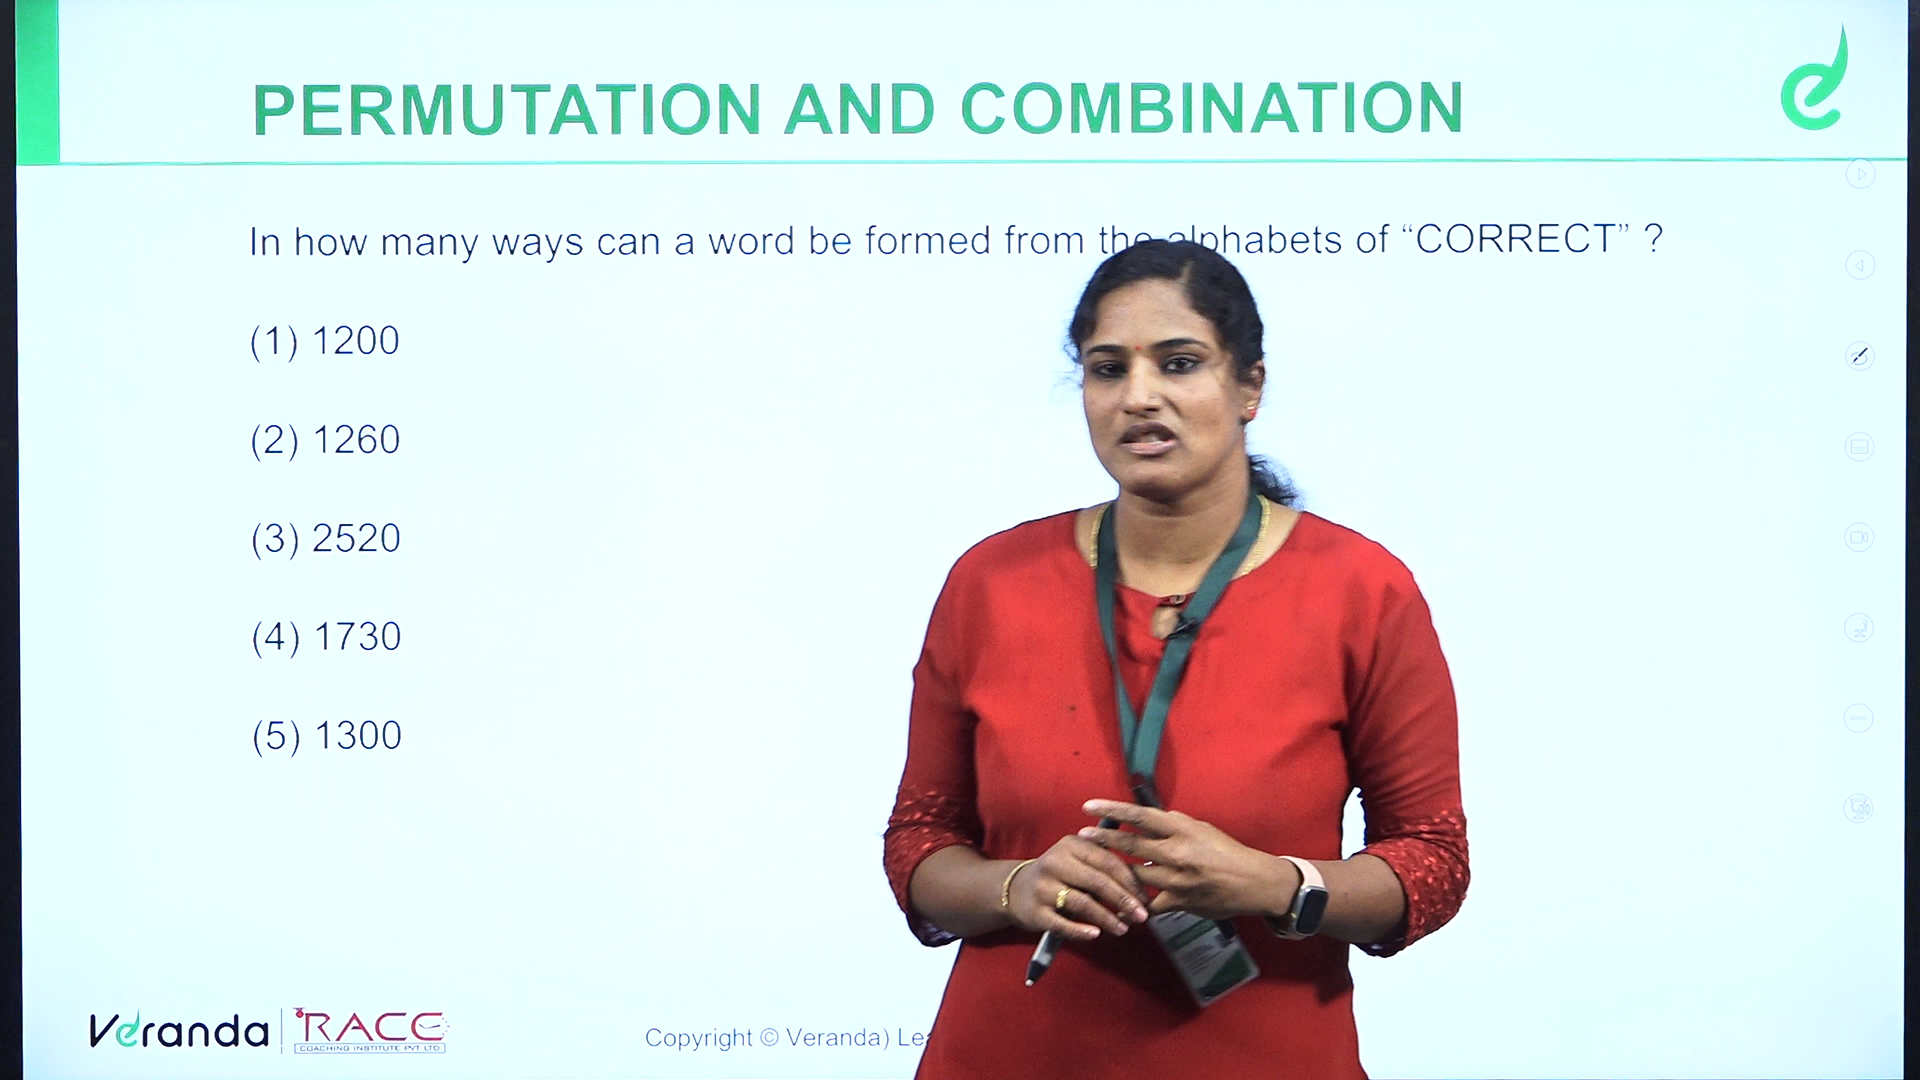 PERMUTATION AND COMBINATION
In how many ways can a word be formed from the alphabets of “CORRECT” ?
(1) 1200
(2) 1260
(3) 2520
(4) 1730
(5) 1300
Veranda RACE
COACHING INSTITUTE PVT LTD
Copyright © Veranda) Lea